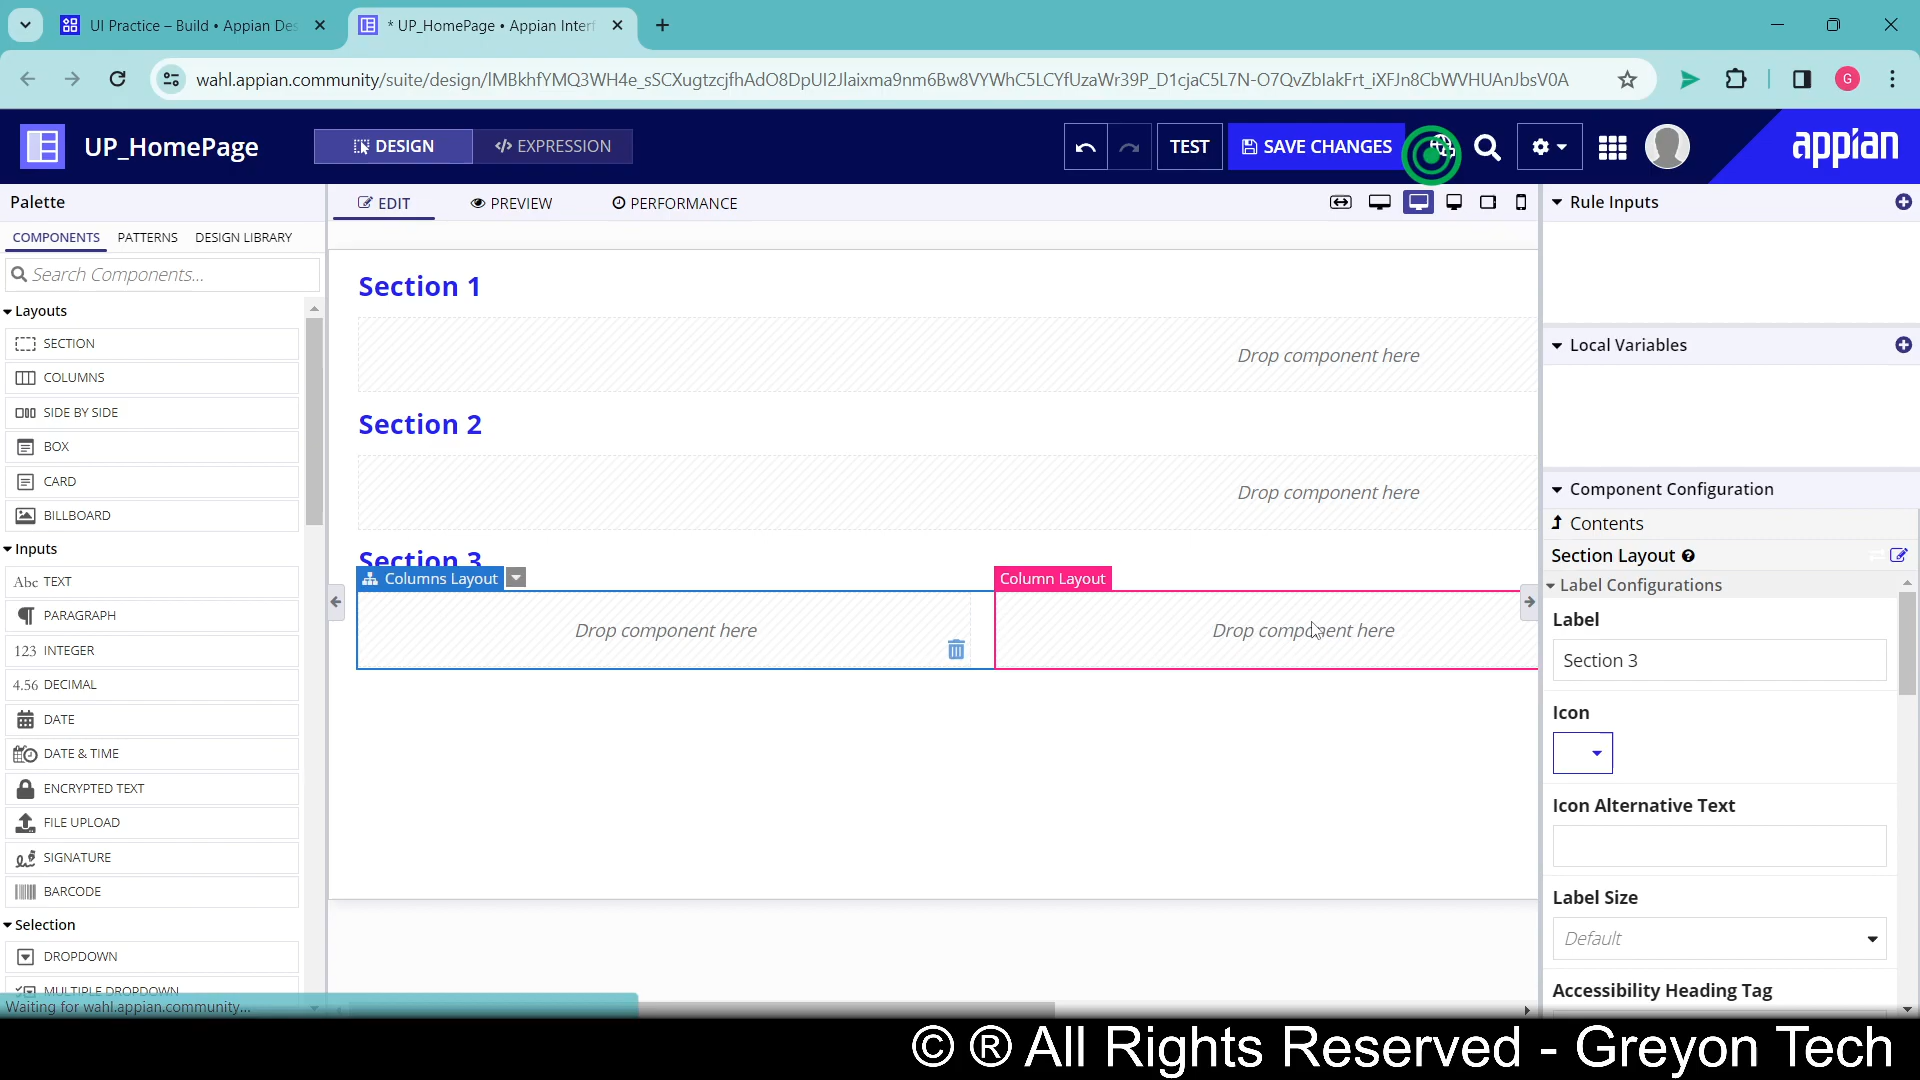 UI Practice – Build • Appian Des
* UP_HomePage • Appian Interf
wahl.appian.community/suite/design/lMBkhfYMQ3WH4e_sSCXugtzcjfhAdO8DpUI2Jlaixma9nm6Bw8VYWhC5LCYfUzaWr39P_D1cjaC5L7N-O7QvZbIakFrt_iXFJn8CbWVHUAnJbsV0A
G
UP_HomePage
DESIGN
</> EXPRESSION
TEST
SAVE CHANGES
appian
Palette
EDIT
PREVIEW
PERFORMANCE
Rule Inputs
COMPONENTS
PATTERNS
DESIGN LIBRARY
Search Components...
Layouts
SECTION
COLUMNS
SIDE BY SIDE
BOX
CARD
BILLBOARD
Inputs
Abc TEXT
PARAGRAPH
123 INTEGER
4.56 DECIMAL
DATE
DATE & TIME
ENCRYPTED TEXT
FILE UPLOAD
SIGNATURE
BARCODE
Selection
DROPDOWN
MULTIPLE DROPDOWN
Waiting for wahl.appian.community...
Section 1
Drop component here
Section 2
Drop component here
Section 3
Columns Layout
Column Layout
Drop component here
Drop component here
Local Variables
Component Configuration
Contents
Section Layout
Label Configurations
Label
Section 3
Icon
Icon Alternative Text
Label Size
Default
Accessibility Heading Tag
© ® All Rights Reserved - Greyon Tech